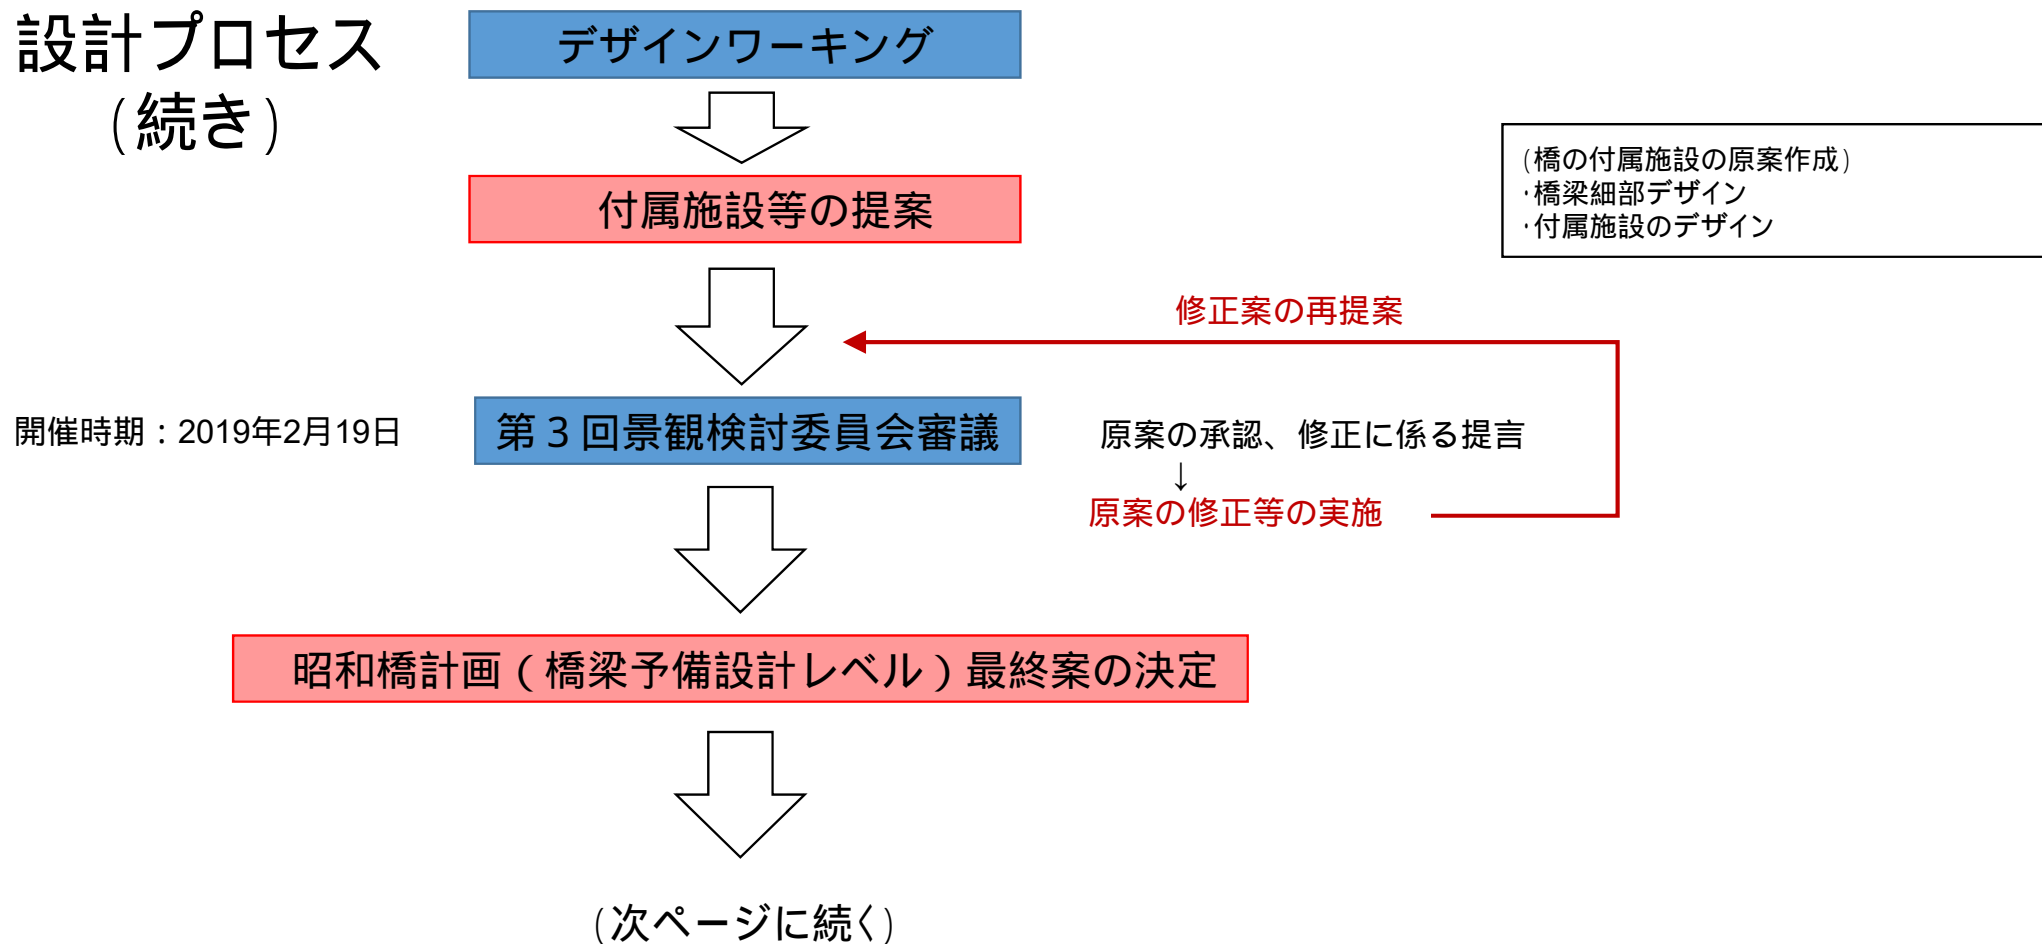 設計プロセス
(続き)
デザインワーキング
付属施設等の提案
(橋の付属施設の原案作成)
・橋梁細部デザイン
・付属施設のデザイン
修正案の再提案
開催時期：2019年2月19日
第３回景観検討委員会審議
原案の承認、修正に係る提言
↓
原案の修正等の実施
昭和橋計画（橋梁予備設計レベル）最終案の決定
(次ページに続く)